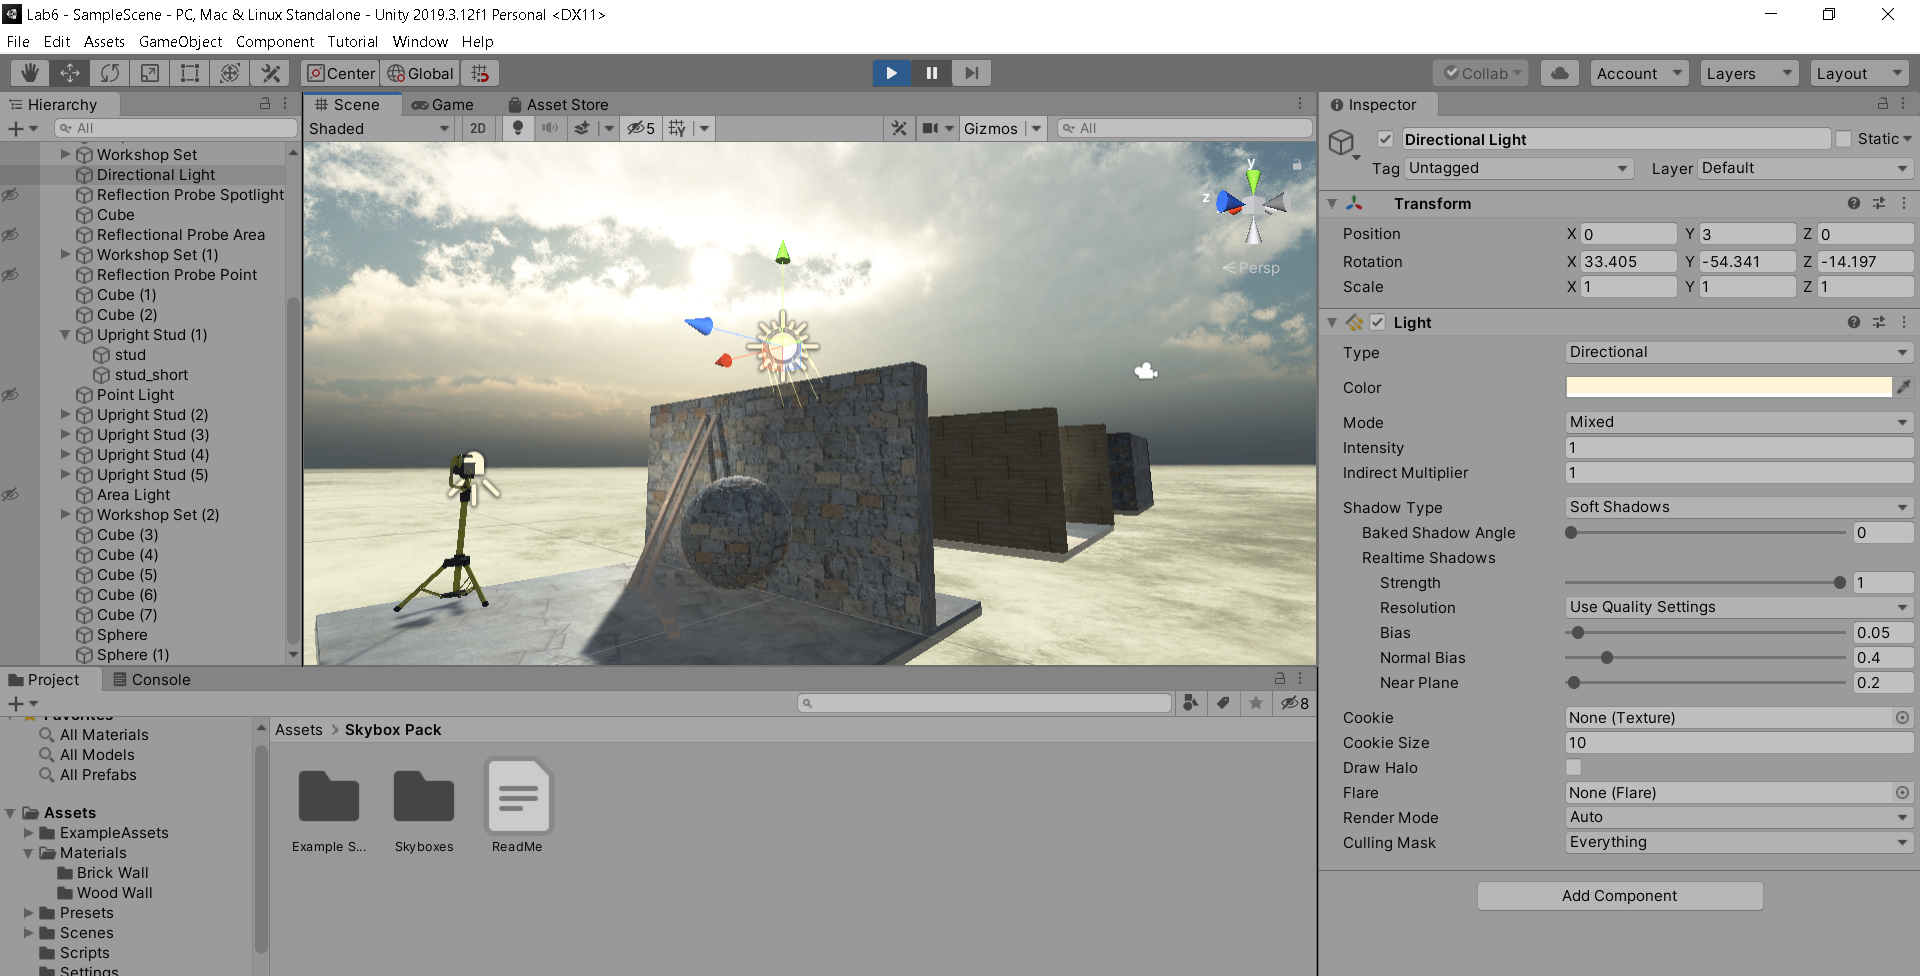 Lab6 - SampleScene - PC, Mac & Linux Standalone - Unity 2019.3.12f1 Personal <DX11>
File Edit Assets GameObject Component Tutorial Window Help
Center Global Collab Account Layers Layout
Hierarchy
All
Workshop Set
Directional Light
Reflection Probe Spotlight
Cube
Reflectional Probe Area
Workshop Set (1)
Reflection Probe Point
Cube (1)
Cube (2)
Upright Stud (1)
stud
stud_short
Point Light
Upright Stud (2)
Upright Stud (3)
Upright Stud (4)
Upright Stud (5)
Area Light
Workshop Set (2)
Cube (3)
Cube (4)
Cube (5)
Cube (6)
Cube (7)
Sphere
Sphere (1)
Scene Game Asset Store
Shaded 2D 5 Gizmos All
y
z
Persp
Inspector
Directional Light Static
Tag Untagged Layer Default
Transform
Position X 0 Y 3 Z 0
Rotation X 33.405 Y -54.341 Z -14.197
Scale X 1 Y 1 Z 1
Light
Type Directional
Color
Mode Mixed
Intensity 1
Indirect Multiplier 1
Shadow Type Soft Shadows
Baked Shadow Angle 0
Realtime Shadows
Strength 1
Resolution Use Quality Settings
Bias 0.05
Normal Bias 0.4
Near Plane 0.2
Cookie None (Texture)
Cookie Size 10
Draw Halo
Flare None (Flare)
Render Mode Auto
Culling Mask Everything
Add Component
Project Console
8
Favorites
All Materials
All Models
All Prefabs
Assets
ExampleAssets
Materials
Brick Wall
Wood Wall
Presets
Scenes
Scripts
Settings
Assets > Skybox Pack
Example S... Skyboxes ReadMe